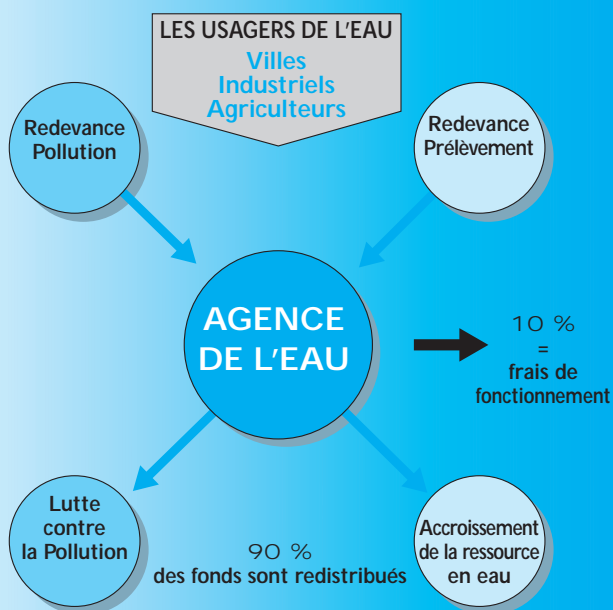 LES USAGERS DE L'EAU
Villes
Industriels
Agriculteurs
Redevance
Pollution
Redevance
Prélèvement
AGENCE
DE L'EAU
10 %
=
frais de
fonctionnement
Lutte
contre
la Pollution
90 %
des fonds sont redistribués
Accroissement
de la ressource
en eau